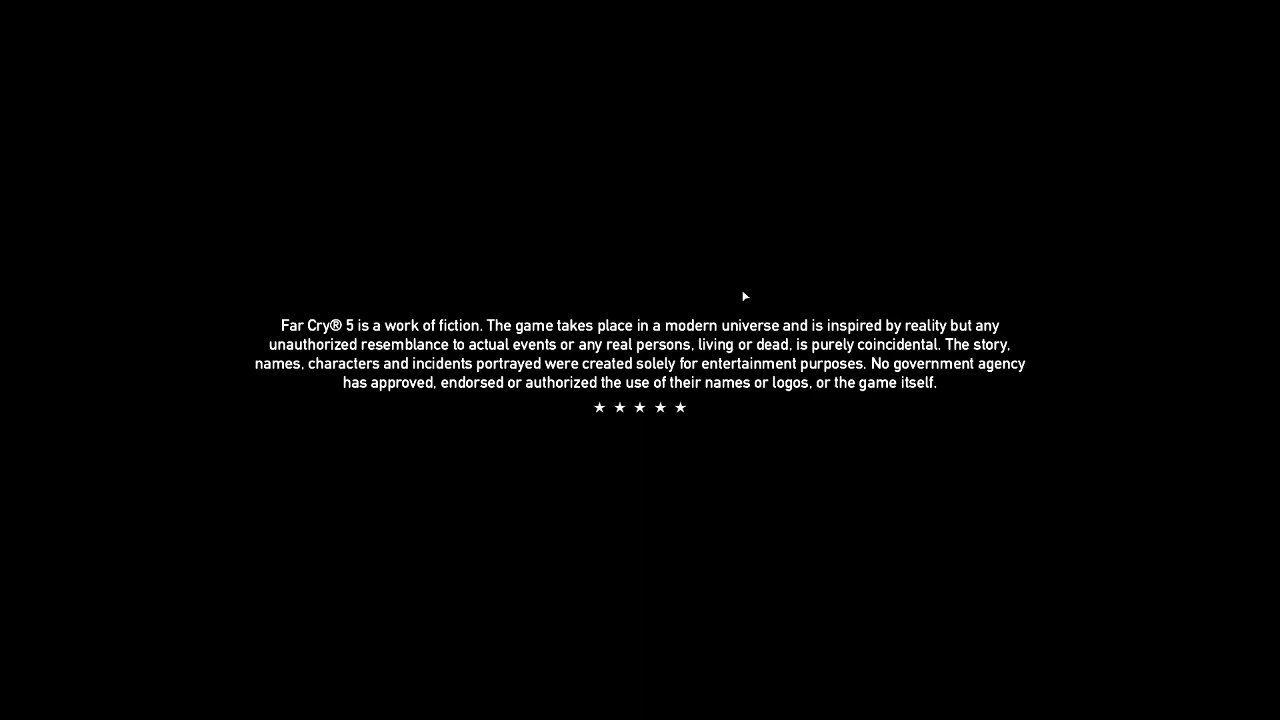 Far Cry® 5 is a work of fiction. The game takes place in a modern universe and is inspired by reality but any
unauthorized resemblance to actual events or any real persons, living or dead, is purely coincidental. The story,
names, characters and incidents portrayed were created solely for entertainment purposes. No government agency
has approved, endorsed or authorized the use of their names or logos, or the game itself.
★ ★ ★ ★ ★